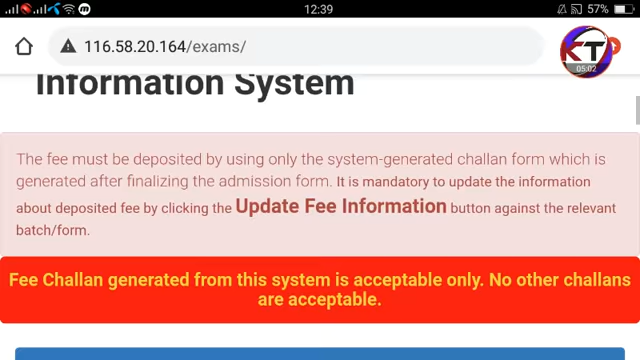 12:39
57%
116.58.20.164/exams/
KT
05:02
Information System
The fee must be deposited by using only the system-generated challan form which is
generated after finalizing the admission form. It is mandatory to update the information
about deposited fee by clicking the Update Fee Information button against the relevant
batch/form.
Fee Challan generated from this system is acceptable only. No other challans
are acceptable.